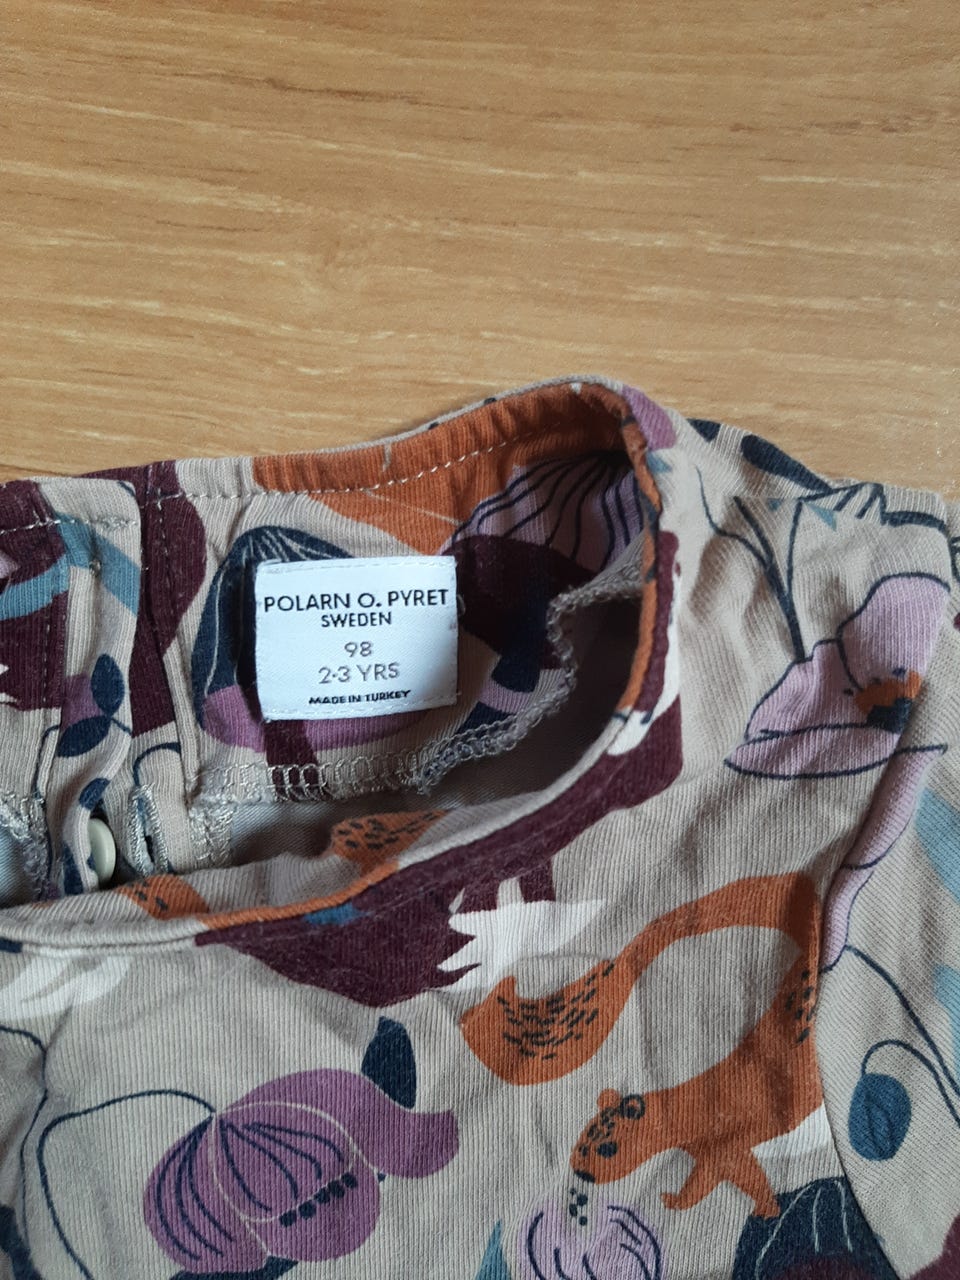 POLARN O. PYRET
SWEDEN
98
2-3 YRS
MADE IN TURKEY